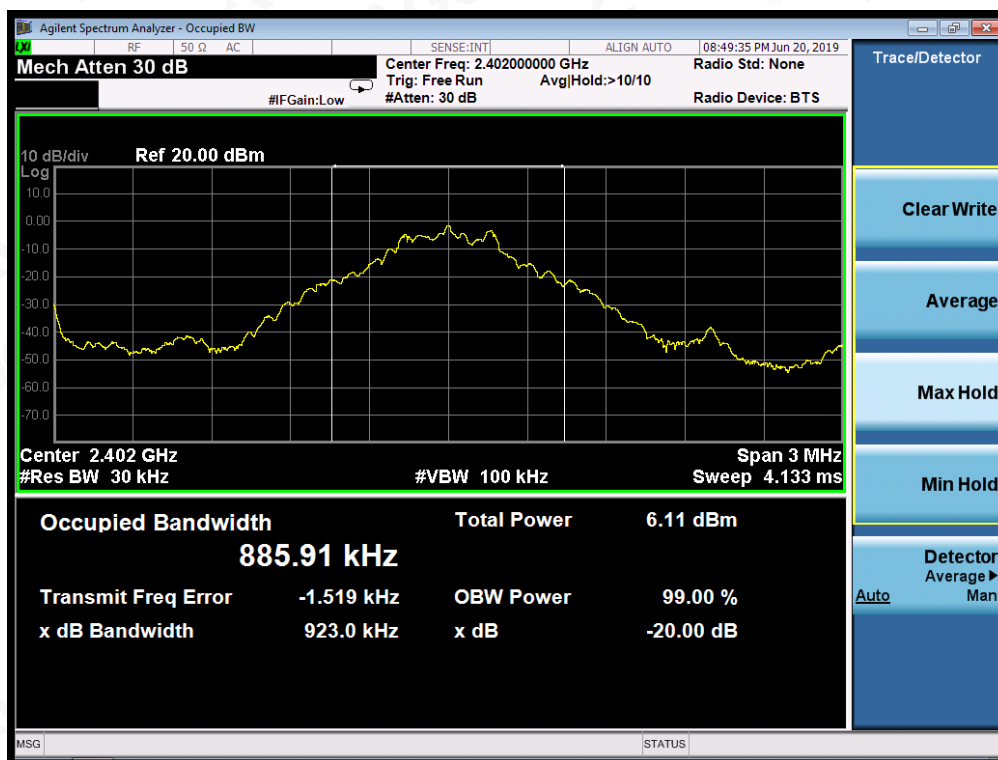 Agilent Spectrum Analyzer - Occupied BW
LXI RF 50 Ω AC SENSE:INT ALIGN AUTO 08:49:35 PM Jun 20, 2019
Mech Atten 30 dB
Center Freq: 2.402000000 GHz
Radio Std: None
Trig: Free Run Avg|Hold:>10/10
#IFGain:Low #Atten: 30 dB Radio Device: BTS
10 dB/div Ref 20.00 dBm
Log
10.0
0.00
-10.0
-20.0
-30.0
-40.0
-50.0
-60.0
-70.0
Center 2.402 GHz Span 3 MHz
#Res BW 30 kHz #VBW 100 kHz Sweep 4.133 ms
Occupied Bandwidth Total Power 6.11 dBm
885.91 kHz
Transmit Freq Error -1.519 kHz OBW Power 99.00 %
x dB Bandwidth 923.0 kHz x dB -20.00 dB
MSG STATUS
Trace/Detector
Clear Write
Average
Max Hold
Min Hold
Detector
Average
Auto Man